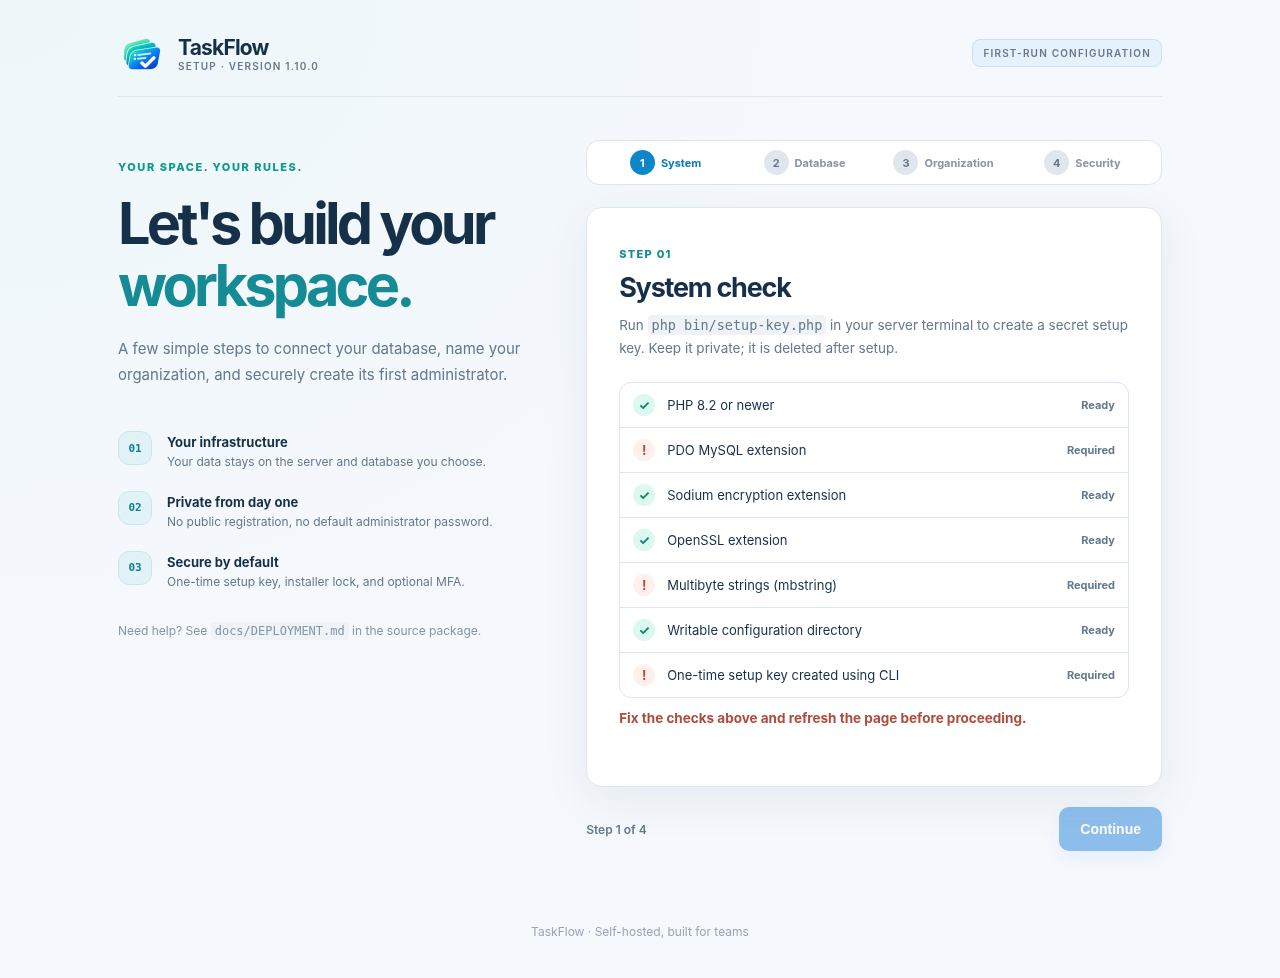 TaskFlow
SETUP · VERSION 1.10.0
FIRST-RUN CONFIGURATION
YOUR SPACE. YOUR RULES.
Let's build your
workspace.
A few simple steps to connect your database, name your
organization, and securely create its first administrator.
01
Your infrastructure
Your data stays on the server and database you choose.
02
Private from day one
No public registration, no default administrator password.
03
Secure by default
One-time setup key, installer lock, and optional MFA.
Need help? See docs/DEPLOYMENT.md in the source package.
1 System
2 Database
3 Organization
4 Security
STEP 01
System check
Run php bin/setup-key.php in your server terminal to create a secret setup
key. Keep it private; it is deleted after setup.
PHP 8.2 or newer Ready
! PDO MySQL extension Required
Sodium encryption extension Ready
OpenSSL extension Ready
! Multibyte strings (mbstring) Required
Writable configuration directory Ready
! One-time setup key created using CLI Required
Fix the checks above and refresh the page before proceeding.
Step 1 of 4
Continue
TaskFlow · Self-hosted, built for teams